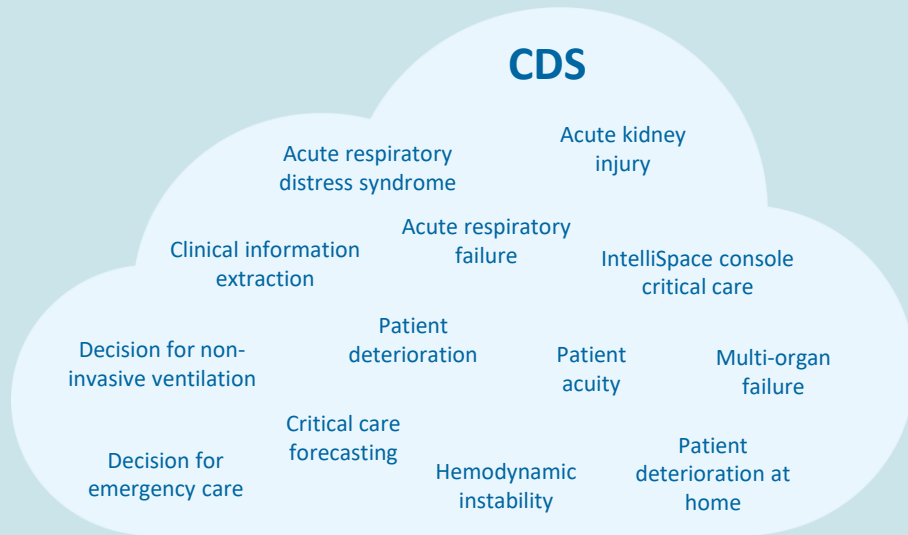 CDS
Acute kidney
injury
Acute respiratory
distress syndrome
Acute respiratory
failure
Clinical information
extraction
IntelliSpace console
critical care
Patient
deterioration
Decision for non-
invasive ventilation
Patient
acuity
Multi-organ
failure
Critical care
forecasting
Decision for
emergency care
Hemodynamic
instability
Patient
deterioration at
home